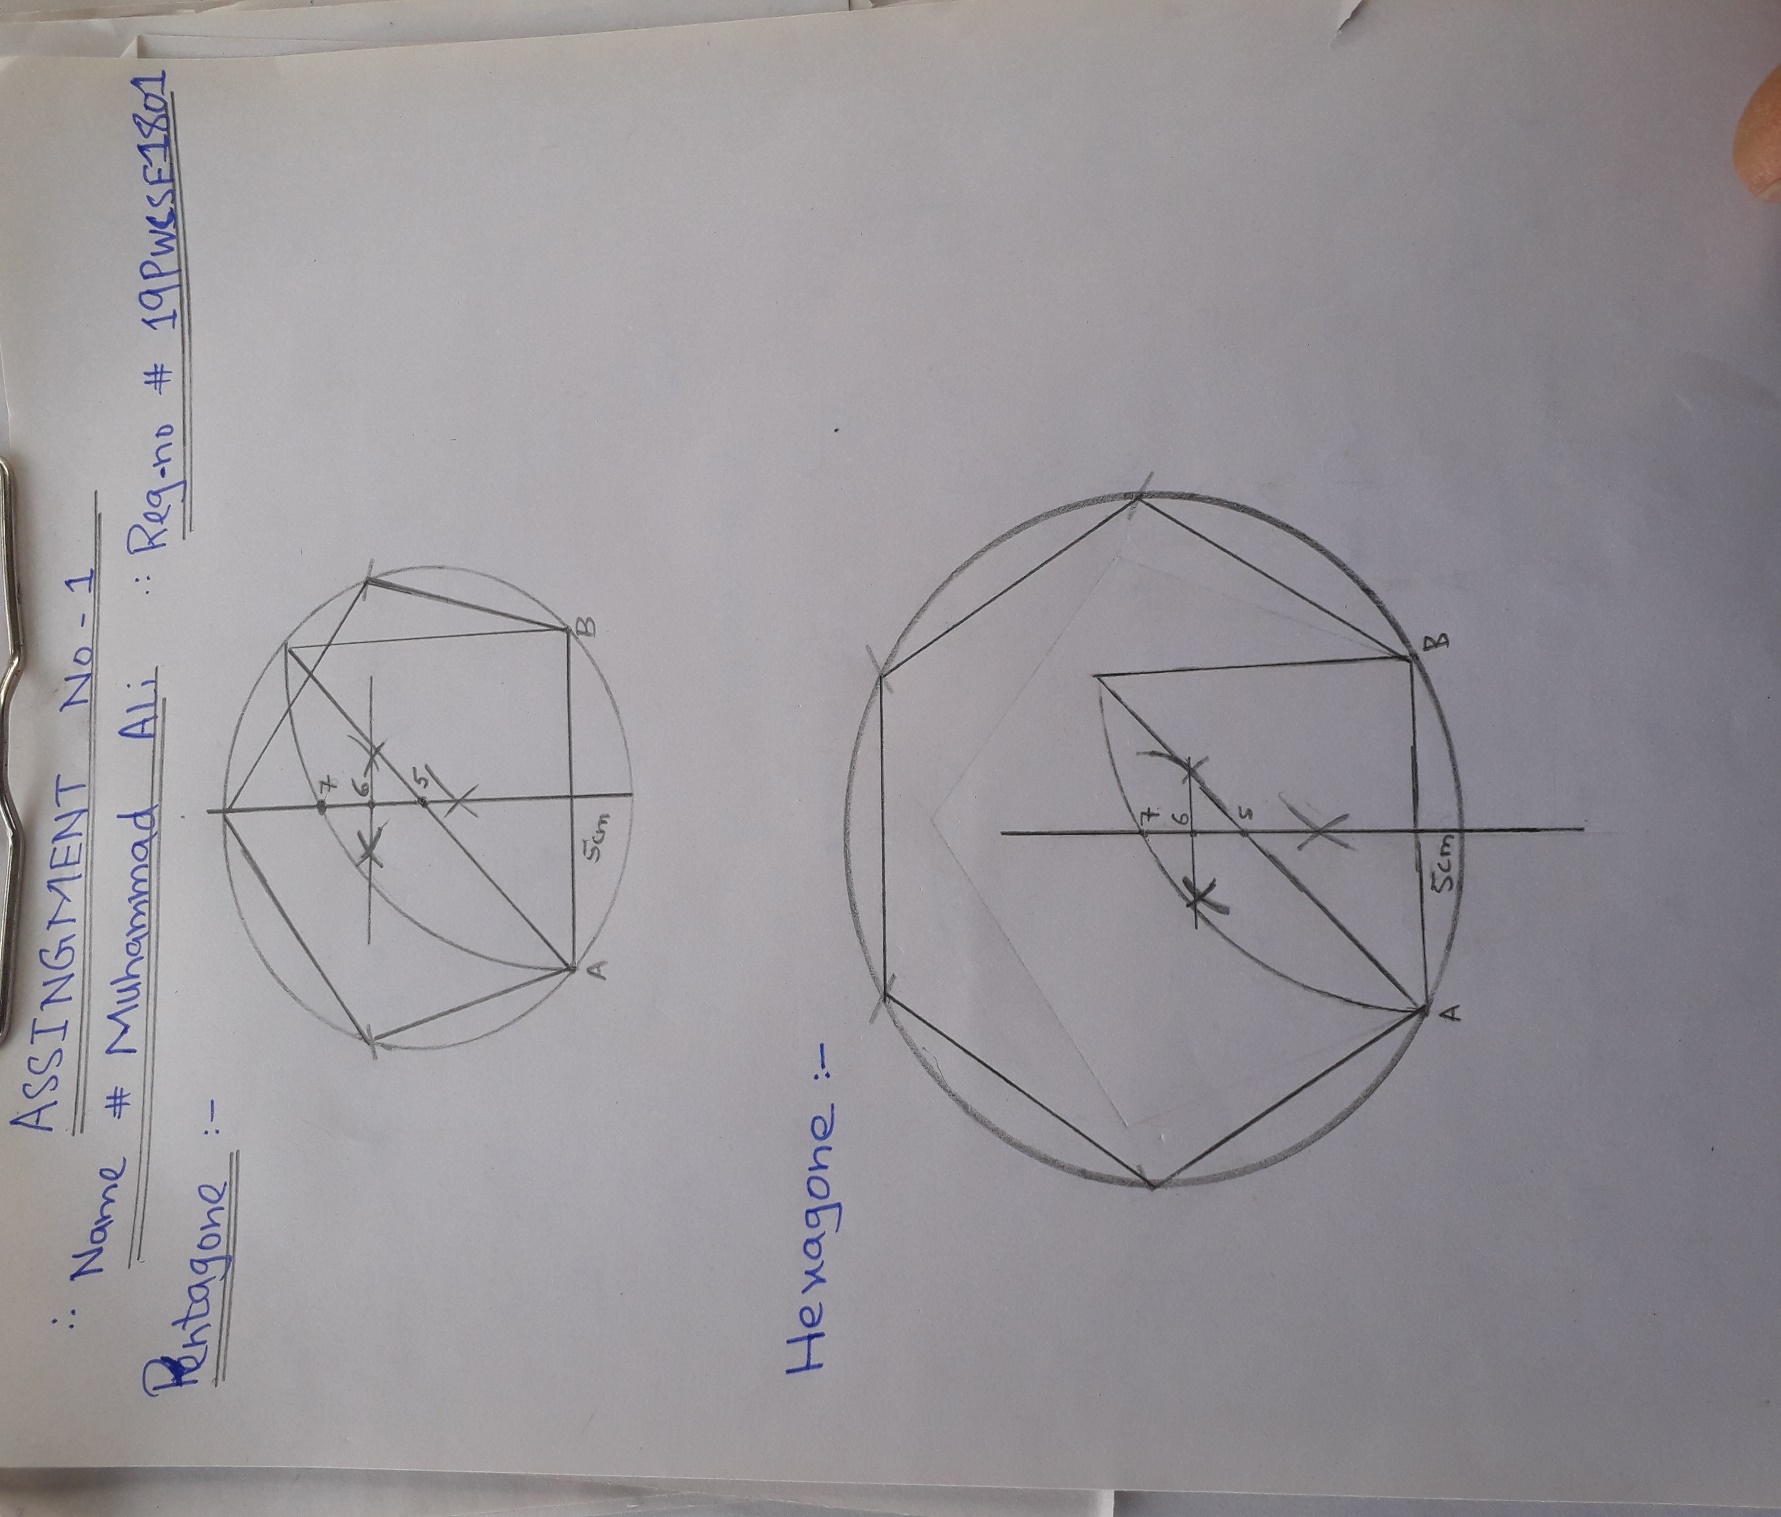 ASSINGMENT No-1
∴ Name # Muhammad Ali ∴ Reg-no # 19PWCSE1801
Pentagone :-
7
6
5
A 5cm B
Hexagone :-
7
6
5
5cm
A B